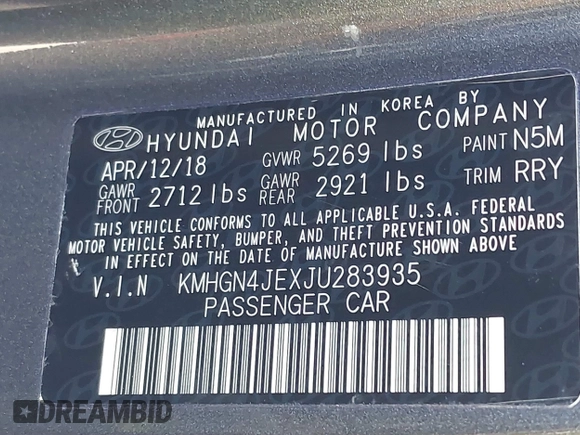 MANUFACTURED IN KOREA BY
HYUNDAI MOTOR COMPANY
APR/12/18 GVWR 5269 lbs PAINT N5M
GAWR FRONT 2712 lbs GAWR REAR 2921 lbs TRIM RRY
THIS VEHICLE CONFORMS TO ALL APPLICABLE U.S.A. FEDERAL
MOTOR VEHICLE SAFETY, BUMPER, AND THEFT PREVENTION STANDARDS
IN EFFECT ON THE DATE OF MANUFACTURE SHOWN ABOVE
V.I.N KMHGN4JEXJU283935
PASSENGER CAR
DREAMBID